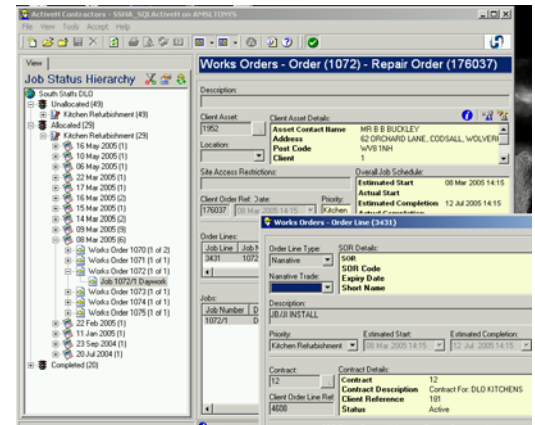 ActiveH Contractors - SSHA_SQLActiveH on AMSLTONY5
File View Tools Accept Help
View
Job Status Hierarchy
South Staffs DLO
Unallocated (49)
Kitchen Refurbishment (49)
Allocated (29)
Kitchen Refurbishment (29)
16 May 2005 (1)
10 May 2005 (1)
06 May 2005 (1)
22 Mar 2005 (1)
17 Mar 2005 (1)
16 Mar 2005 (2)
15 Mar 2005 (1)
14 Mar 2005 (2)
09 Mar 2005 (9)
08 Mar 2005 (6)
Works Order 1070 (1 of 2)
Works Order 1071 (1 of 1)
Works Order 1072 (1 of 1)
Job 1072/1 Daywork
Works Order 1073 (1 of 1)
Works Order 1074 (1 of 1)
Works Order 1075 (1 of 1)
22 Feb 2005 (1)
11 Jan 2005 (1)
23 Sep 2004 (1)
20 Jul 2004 (1)
Completed (20)
Works Orders - Order (1072) - Repair Order (176037)
Description:
Client Asset:
1952
Client Asset Details:
Asset Contact Name MR B B BUCKLEY
Address 62 ORCHARD LANE, CODSALL, WOLVER
Post Code WV8 1NH
Client 1
Location:
Site Access Restrictions:
Overall Job Schedule:
Estimated Start 08 Mar 2005 14:15
Actual Start
Estimated Completion 12 Jul 2005 14:15
Actual Completion
Client Order Ref: Date: Priority:
176037 08 Mar 2005 14:15 Kitchen
Order Lines:
Job Line Job N
3431 1072
Jobs:
Job Number D
1072/1 D
Works Orders - Order Line (3431)
Order Line Type:
Narrative
Narrative Trade:
SOR Details:
SOR
SOR Code
Expiry Date
Short Name
Description:
JB/JI INSTALL
Priority: Estimated Start: Estimated Completion:
Kitchen Refurbishment 08 Mar 2005 14:15 12 Jul 2005 14:15
Contract:
12
Client Order Line Ref:
4608
Contract Details:
Contract 12
Contract Description Contract For: DLO KITCHENS
Client Reference 181
Status Active